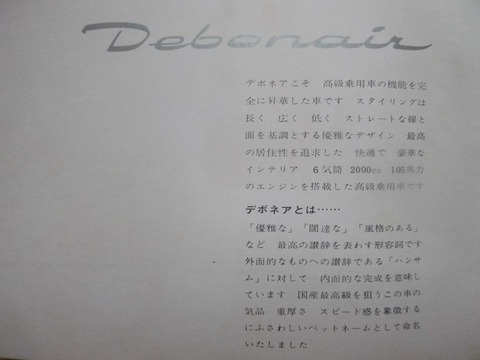 Debonair
デボネアこそ 高級乗用車の機能を完
全に昇華した車です スタイリングは
長く 広く 低く ストレートな線と
面を基調とする優雅なデザイン 最高
の居住性を追求した 快適で 豪華な
インテリア 6気筒 2000cc 105馬力
のエンジンを搭載した高級乗用車です
デボネアとは……
「優雅な」「闊達な」「風格のある」
など 最高の讃辞を表わす形容詞です
外面的なものへの讃辞である「ハンサ
ム」に対して 内面的な完成を意味し
ています 国産最高級を狙うこの車の
気品 重厚さ スピード感を象徴する
にふさわしいペットネームとして命名
いたしました